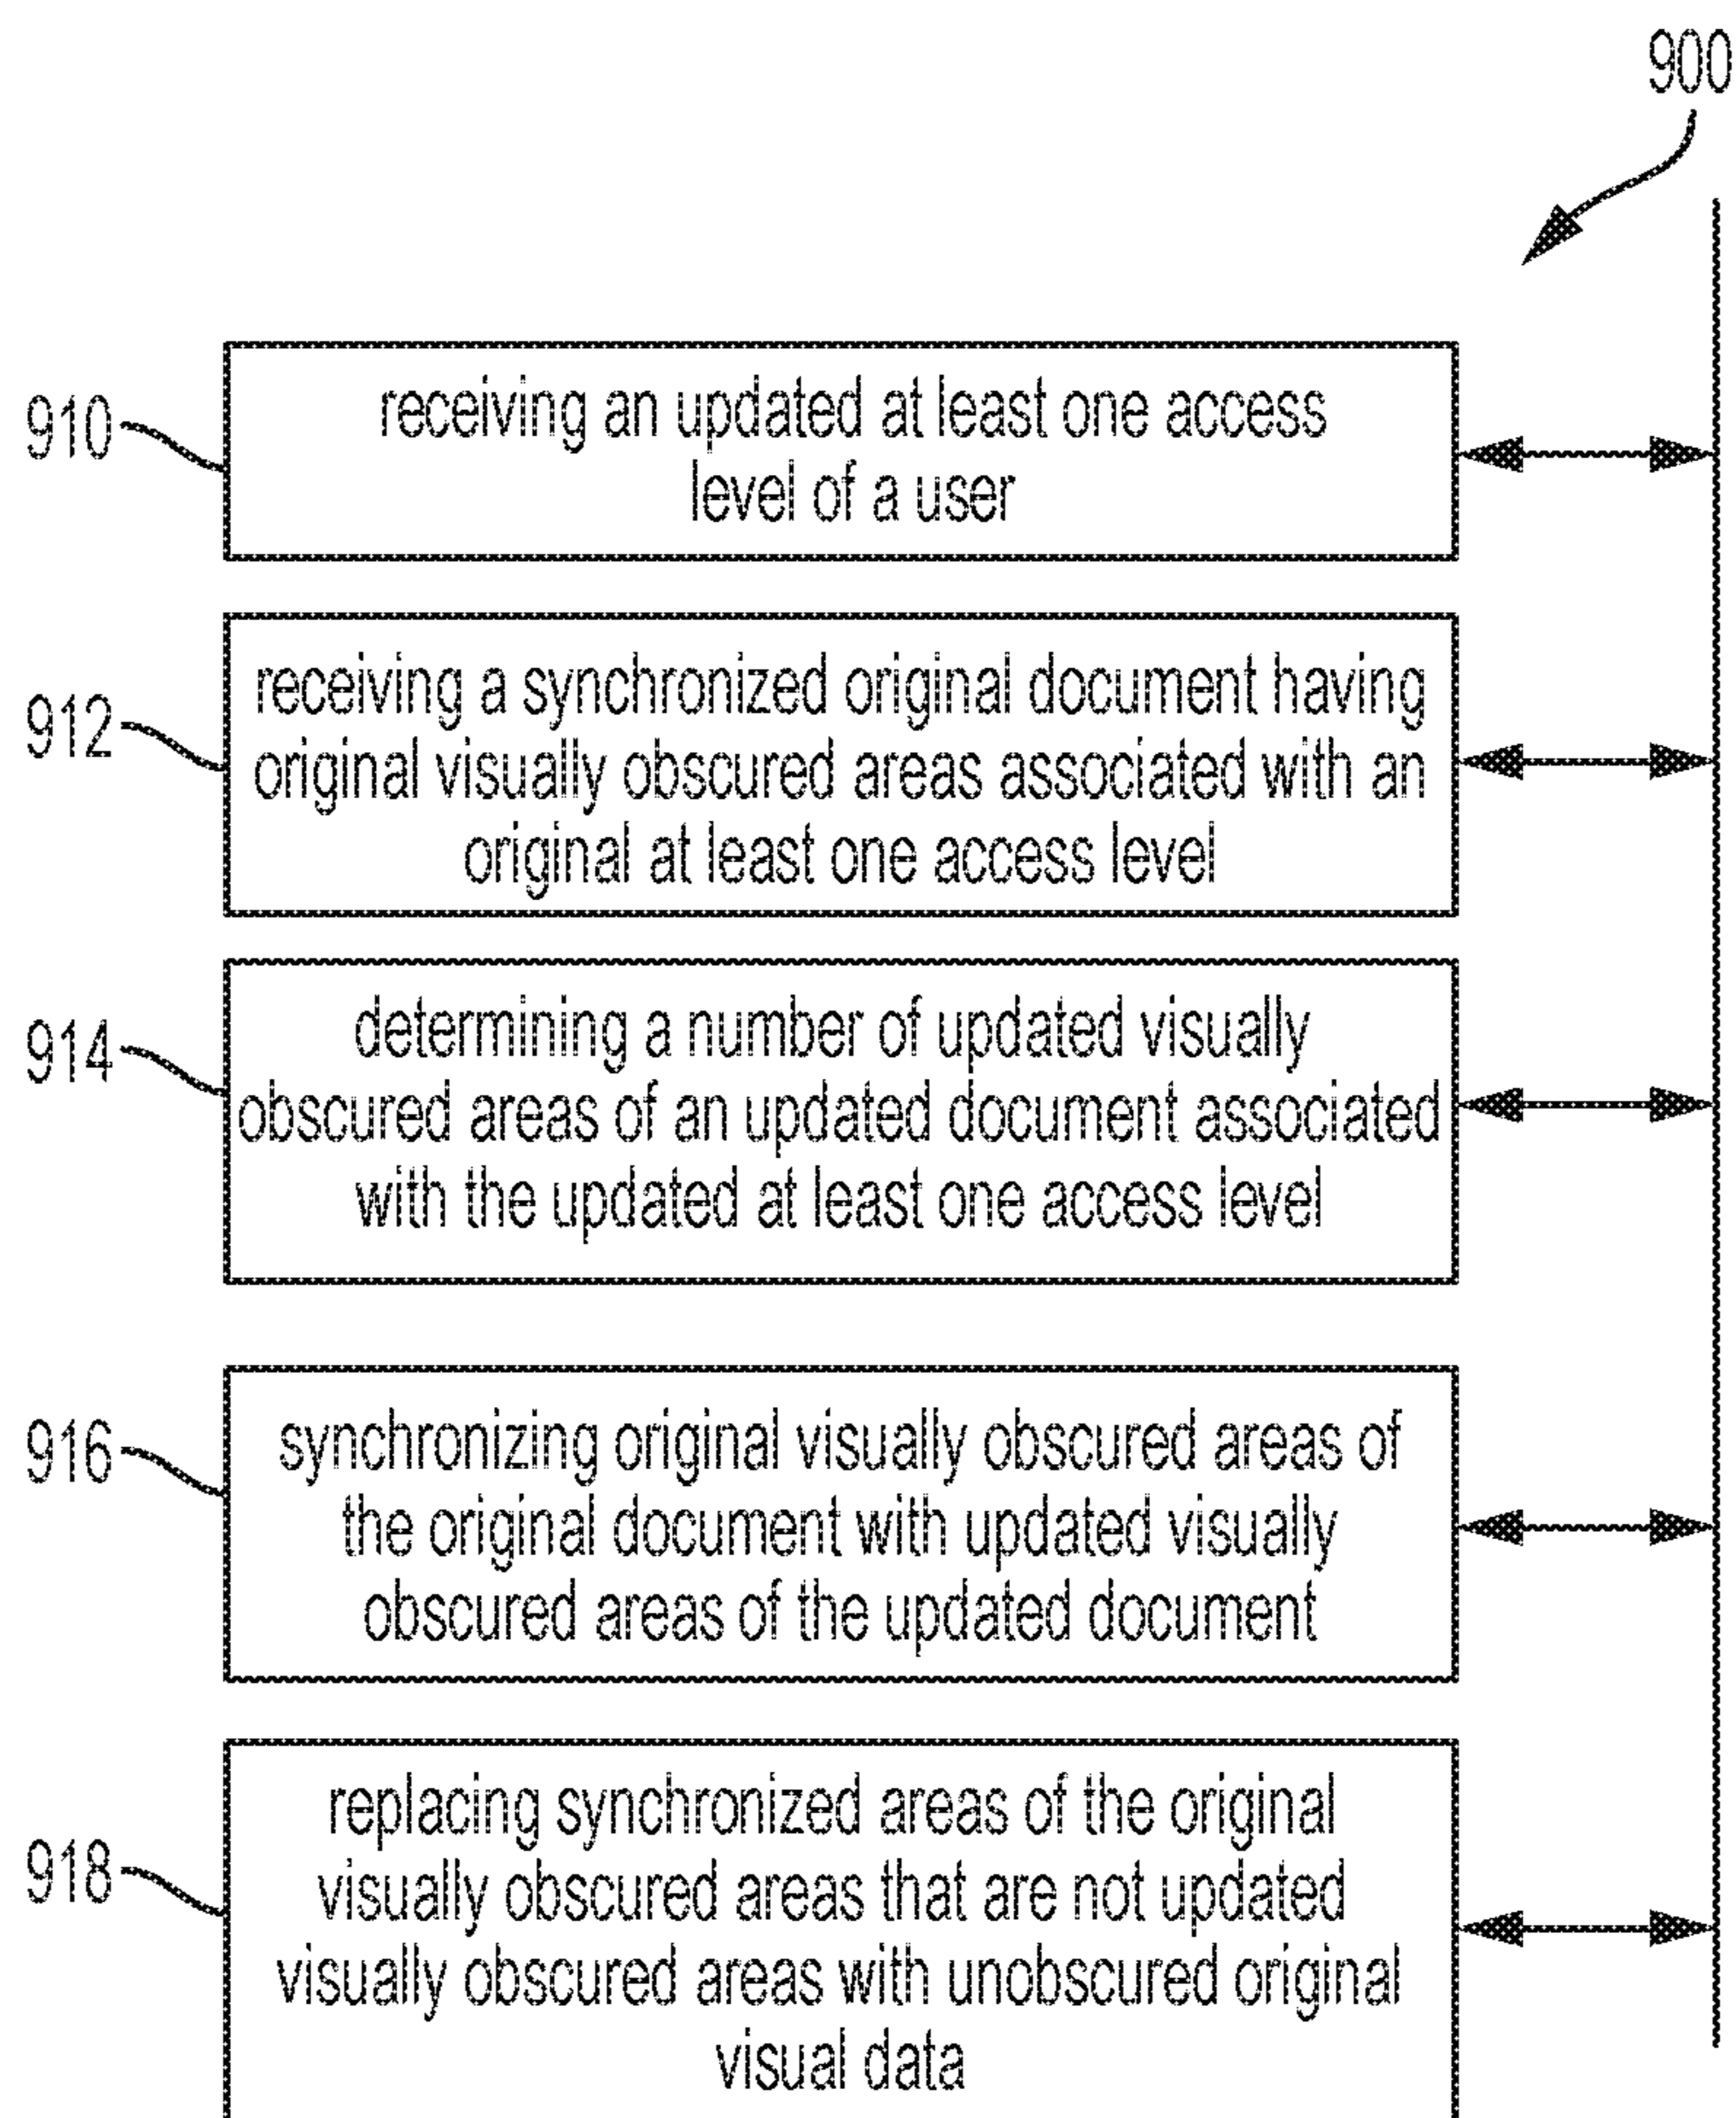 900
910
receiving an updated at least one access
level of a user
912
receiving a synchronized original document having
original visually obscured areas associated with an
original at least one access level
914
determining a number of updated visually
obscured areas of an updated document associated
with the updated at least one access level
916
synchronizing original visually obscured areas of
the original document with updated visually
obscured areas of the updated document
918
replacing synchronized areas of the original
visually obscured areas that are not updated
visually obscured areas with unobscured original
visual data